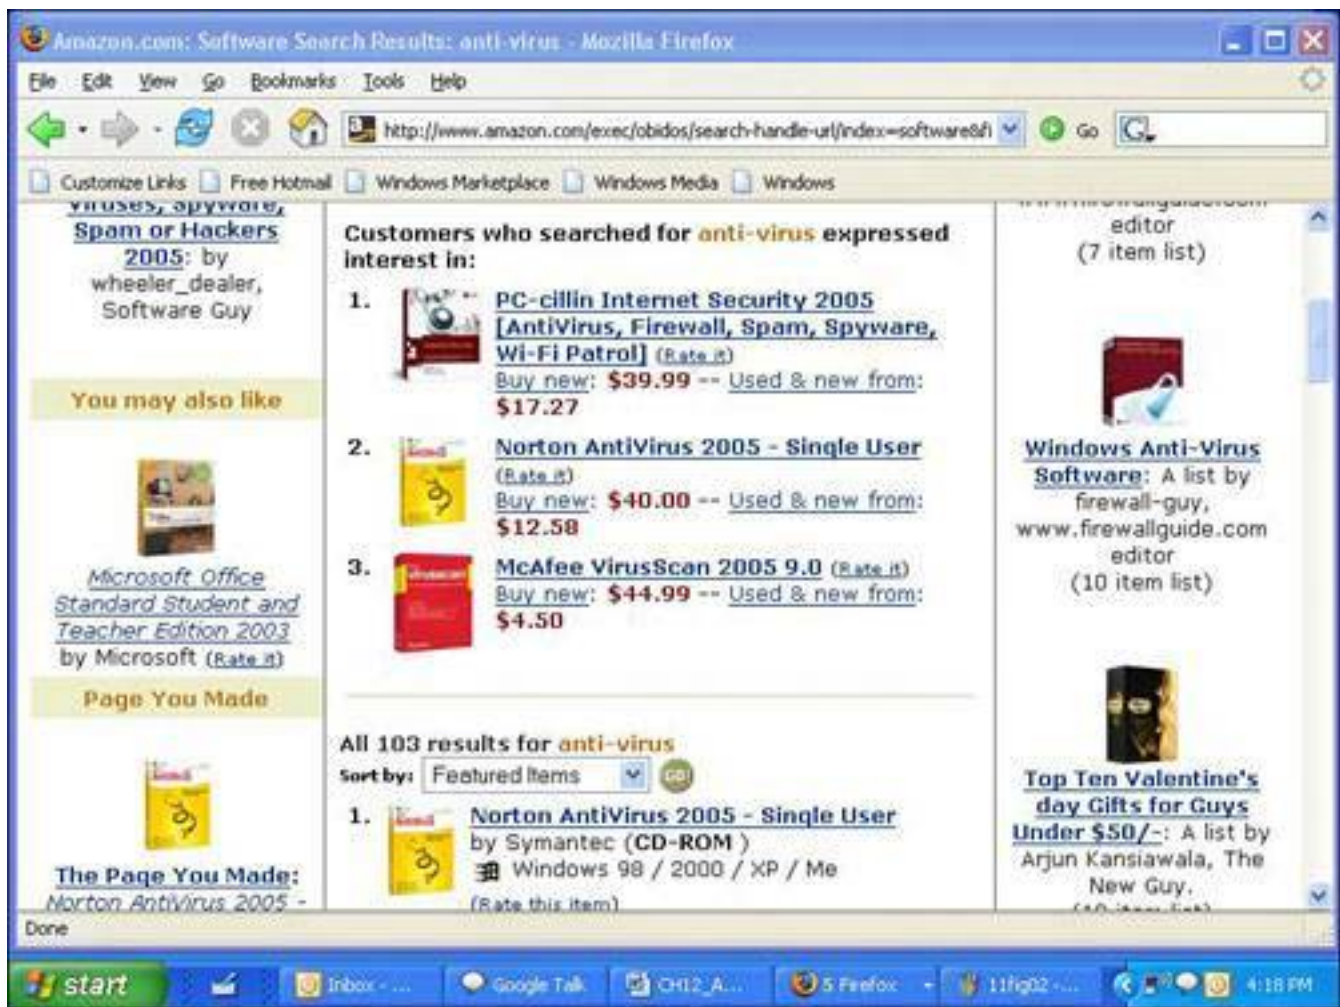 Amazon.com: Software Search Results: anti-virus - Mozilla Firefox
File Edit View Go Bookmarks Tools Help
http://www.amazon.com/exec/obidos/search-handle-url/index=software&fi
Go
Customize Links Free Hotmail Windows Marketplace Windows Media Windows
Viruses, Spyware,
Spam or Hackers
2005: by
wheeler_dealer,
Software Guy
You may also like
Microsoft Office
Standard Student and
Teacher Edition 2003
by Microsoft (Rate it)
Page You Made
The Page You Made:
Norton AntiVirus 2005 -
Customers who searched for anti-virus expressed
interest in:
1.
PC-cillin Internet Security 2005
[AntiVirus, Firewall, Spam, Spyware,
Wi-Fi Patrol] (Rate it)
Buy new: $39.99 -- Used & new from:
$17.27
2.
Norton AntiVirus 2005 - Single User
(Rate it)
Buy new: $40.00 -- Used & new from:
$12.58
3.
McAfee VirusScan 2005 9.0 (Rate it)
Buy new: $44.99 -- Used & new from:
$4.50
All 103 results for anti-virus
Sort by: Featured Items GO!
1.
Norton AntiVirus 2005 - Single User
by Symantec (CD-ROM )
Windows 98 / 2000 / XP / Me
(Rate this item)
www.firewallguide.com
editor
(7 item list)
Windows Anti-Virus
Software: A list by
firewall-guy,
www.firewallguide.com
editor
(10 item list)
Top Ten Valentine's
day Gifts for Guys
Under $50/-: A list by
Arjun Kansiawala, The
New Guy.
(10 item list)
Done
start
Inbox - ...
Google Talk
CH12_A...
5 Firefox
11fig02 -...
4:18 PM